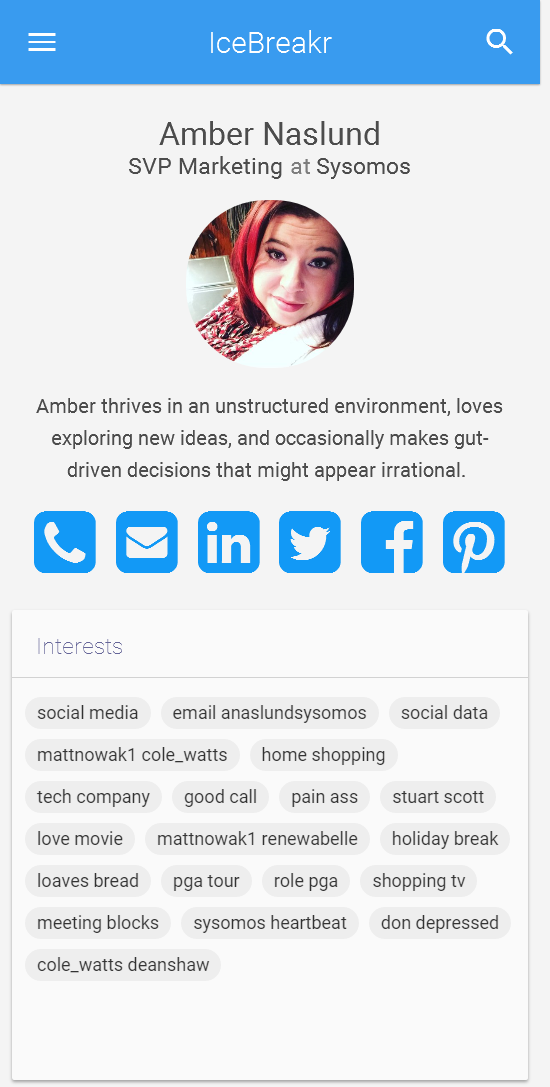 IceBreakr
Amber Naslund
SVP Marketing at Sysomos
Amber thrives in an unstructured environment, loves
exploring new ideas, and occasionally makes gut-
driven decisions that might appear irrational.
Interests
social media email anaslundsysomos social data
mattnowak1 cole_watts home shopping
tech company good call pain ass stuart scott
love movie mattnowak1 renewabelle holiday break
loaves bread pga tour role pga shopping tv
meeting blocks sysomos heartbeat don depressed
cole_watts deanshaw